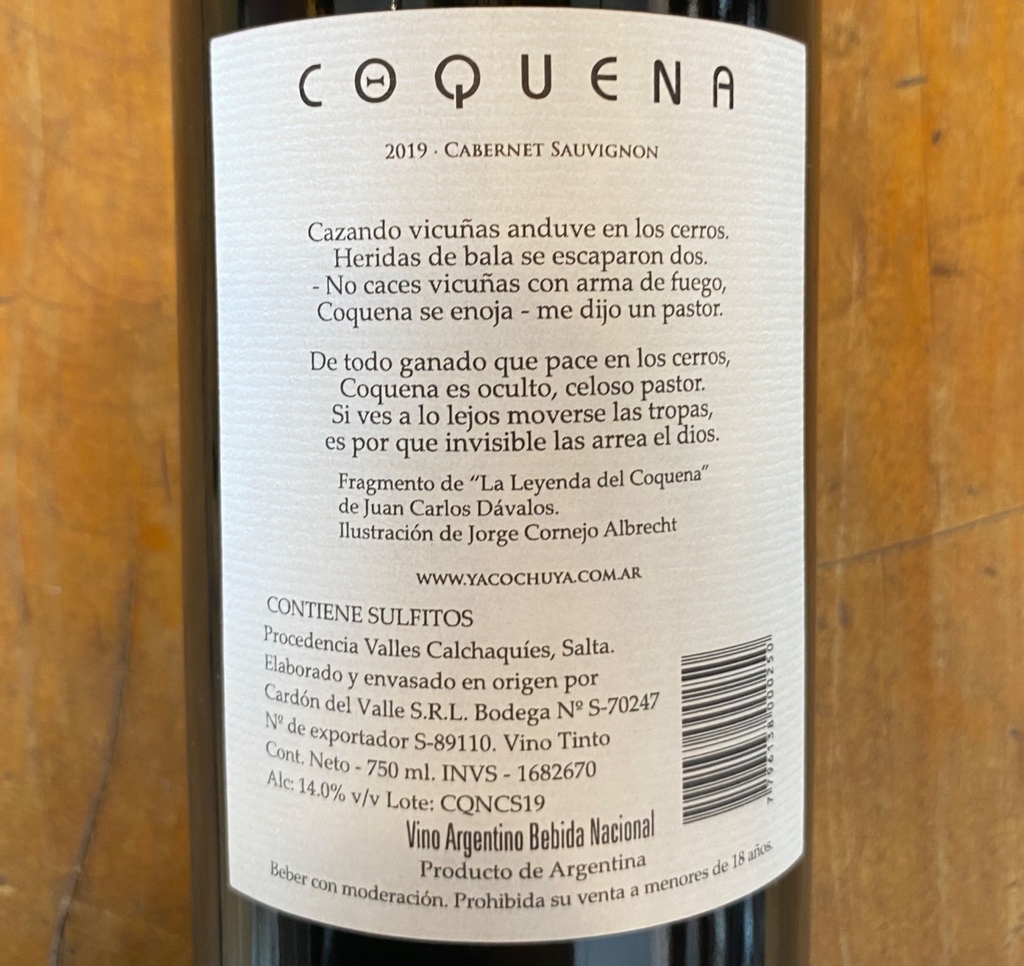 COQUENA
2019 · CABERNET SAUVIGNON
Cazando vicuñas anduve en los cerros.
Heridas de bala se escaparon dos.
- No caces vicuñas con arma de fuego,
Coquena se enoja - me dijo un pastor.
De todo ganado que pace en los cerros,
Coquena es oculto, celoso pastor.
Si ves a lo lejos moverse las tropas,
es por que invisible las arrea el dios.
Fragmento de “La Leyenda del Coquena”
de Juan Carlos Dávalos.
Ilustración de Jorge Cornejo Albrecht
WWW.YACOCHUYA.COM.AR
CONTIENE SULFITOS
Procedencia Valles Calchaquíes, Salta.
Elaborado y envasado en origen por
Cardón del Valle S.R.L. Bodega Nº S-70247
Nº de exportador S-89110. Vino Tinto
Cont. Neto - 750 ml. INVS - 1682670
Alc: 14.0% v/v Lote: CQNCS19
7 796138 000250
Vino Argentino Bebida Nacional
Producto de Argentina
Beber con moderación. Prohibida su venta a menores de 18 años.